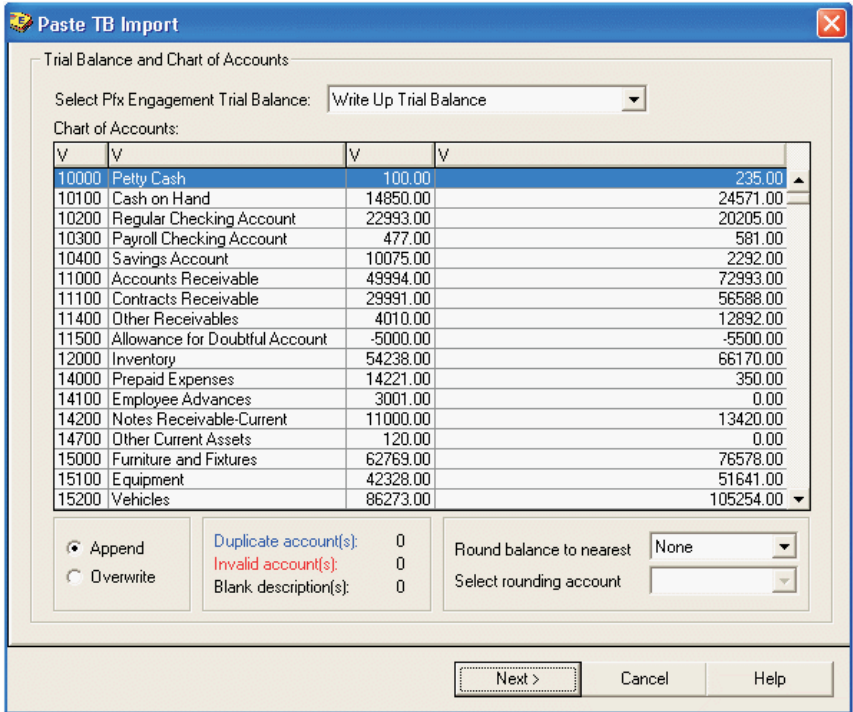 Paste TB Import
Trial Balance and Chart of Accounts
Select Pfx Engagement Trial Balance: Write Up Trial Balance
Chart of Accounts:
V V V V
10000 Petty Cash 100.00 235.00
10100 Cash on Hand 14850.00 24571.00
10200 Regular Checking Account 22993.00 20205.00
10300 Payroll Checking Account 477.00 581.00
10400 Savings Account 10075.00 2292.00
11000 Accounts Receivable 49994.00 72993.00
11100 Contracts Receivable 29991.00 56588.00
11400 Other Receivables 4010.00 12892.00
11500 Allowance for Doubtful Account -5000.00 -5500.00
12000 Inventory 54238.00 66170.00
14000 Prepaid Expenses 14221.00 350.00
14100 Employee Advances 3001.00 0.00
14200 Notes Receivable-Current 11000.00 13420.00
14700 Other Current Assets 120.00 0.00
15000 Furniture and Fixtures 62769.00 76578.00
15100 Equipment 42328.00 51641.00
15200 Vehicles 86273.00 105254.00
Append
Overwrite
Duplicate account(s): 0
Invalid account(s): 0
Blank description(s): 0
Round balance to nearest None
Select rounding account
Next > Cancel Help